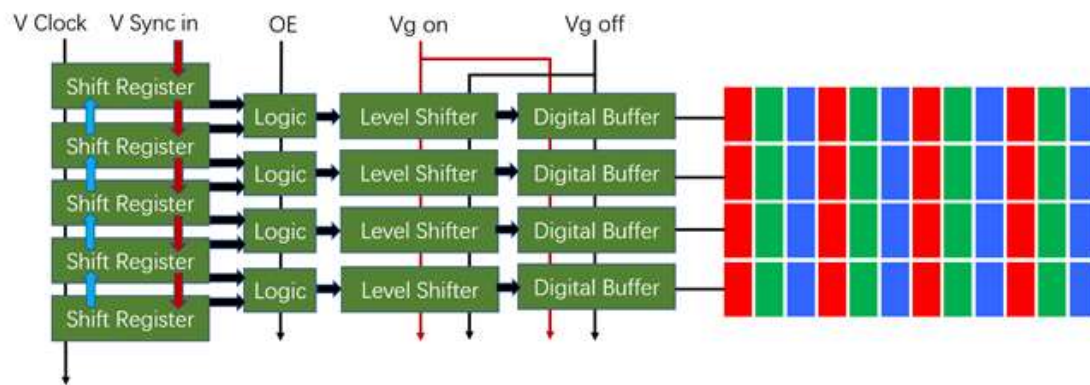 V Clock V Sync in OE Vg on Vg off
Shift Register
Logic Level Shifter Digital Buffer
Shift Register
Logic Level Shifter Digital Buffer
Shift Register
Logic Level Shifter Digital Buffer
Shift Register
Logic Level Shifter Digital Buffer
Shift Register